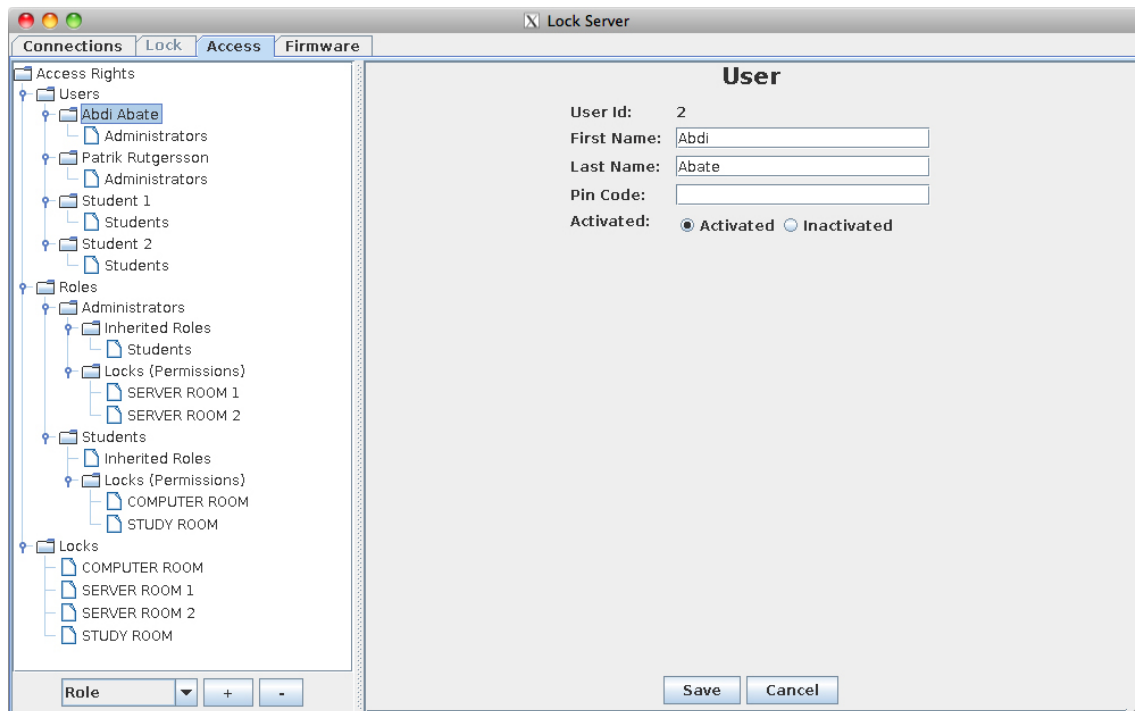 Lock Server
Connections Lock Access Firmware
Access Rights
Users
Abdi Abate
Administrators
Patrik Rutgersson
Administrators
Student 1
Students
Student 2
Students
Roles
Administrators
Inherited Roles
Students
Locks (Permissions)
SERVER ROOM 1
SERVER ROOM 2
Students
Inherited Roles
Locks (Permissions)
COMPUTER ROOM
STUDY ROOM
Locks
COMPUTER ROOM
SERVER ROOM 1
SERVER ROOM 2
STUDY ROOM
Role + -
User
User Id: 2
First Name: Abdi
Last Name: Abate
Pin Code:
Activated: Activated Inactivated
Save Cancel